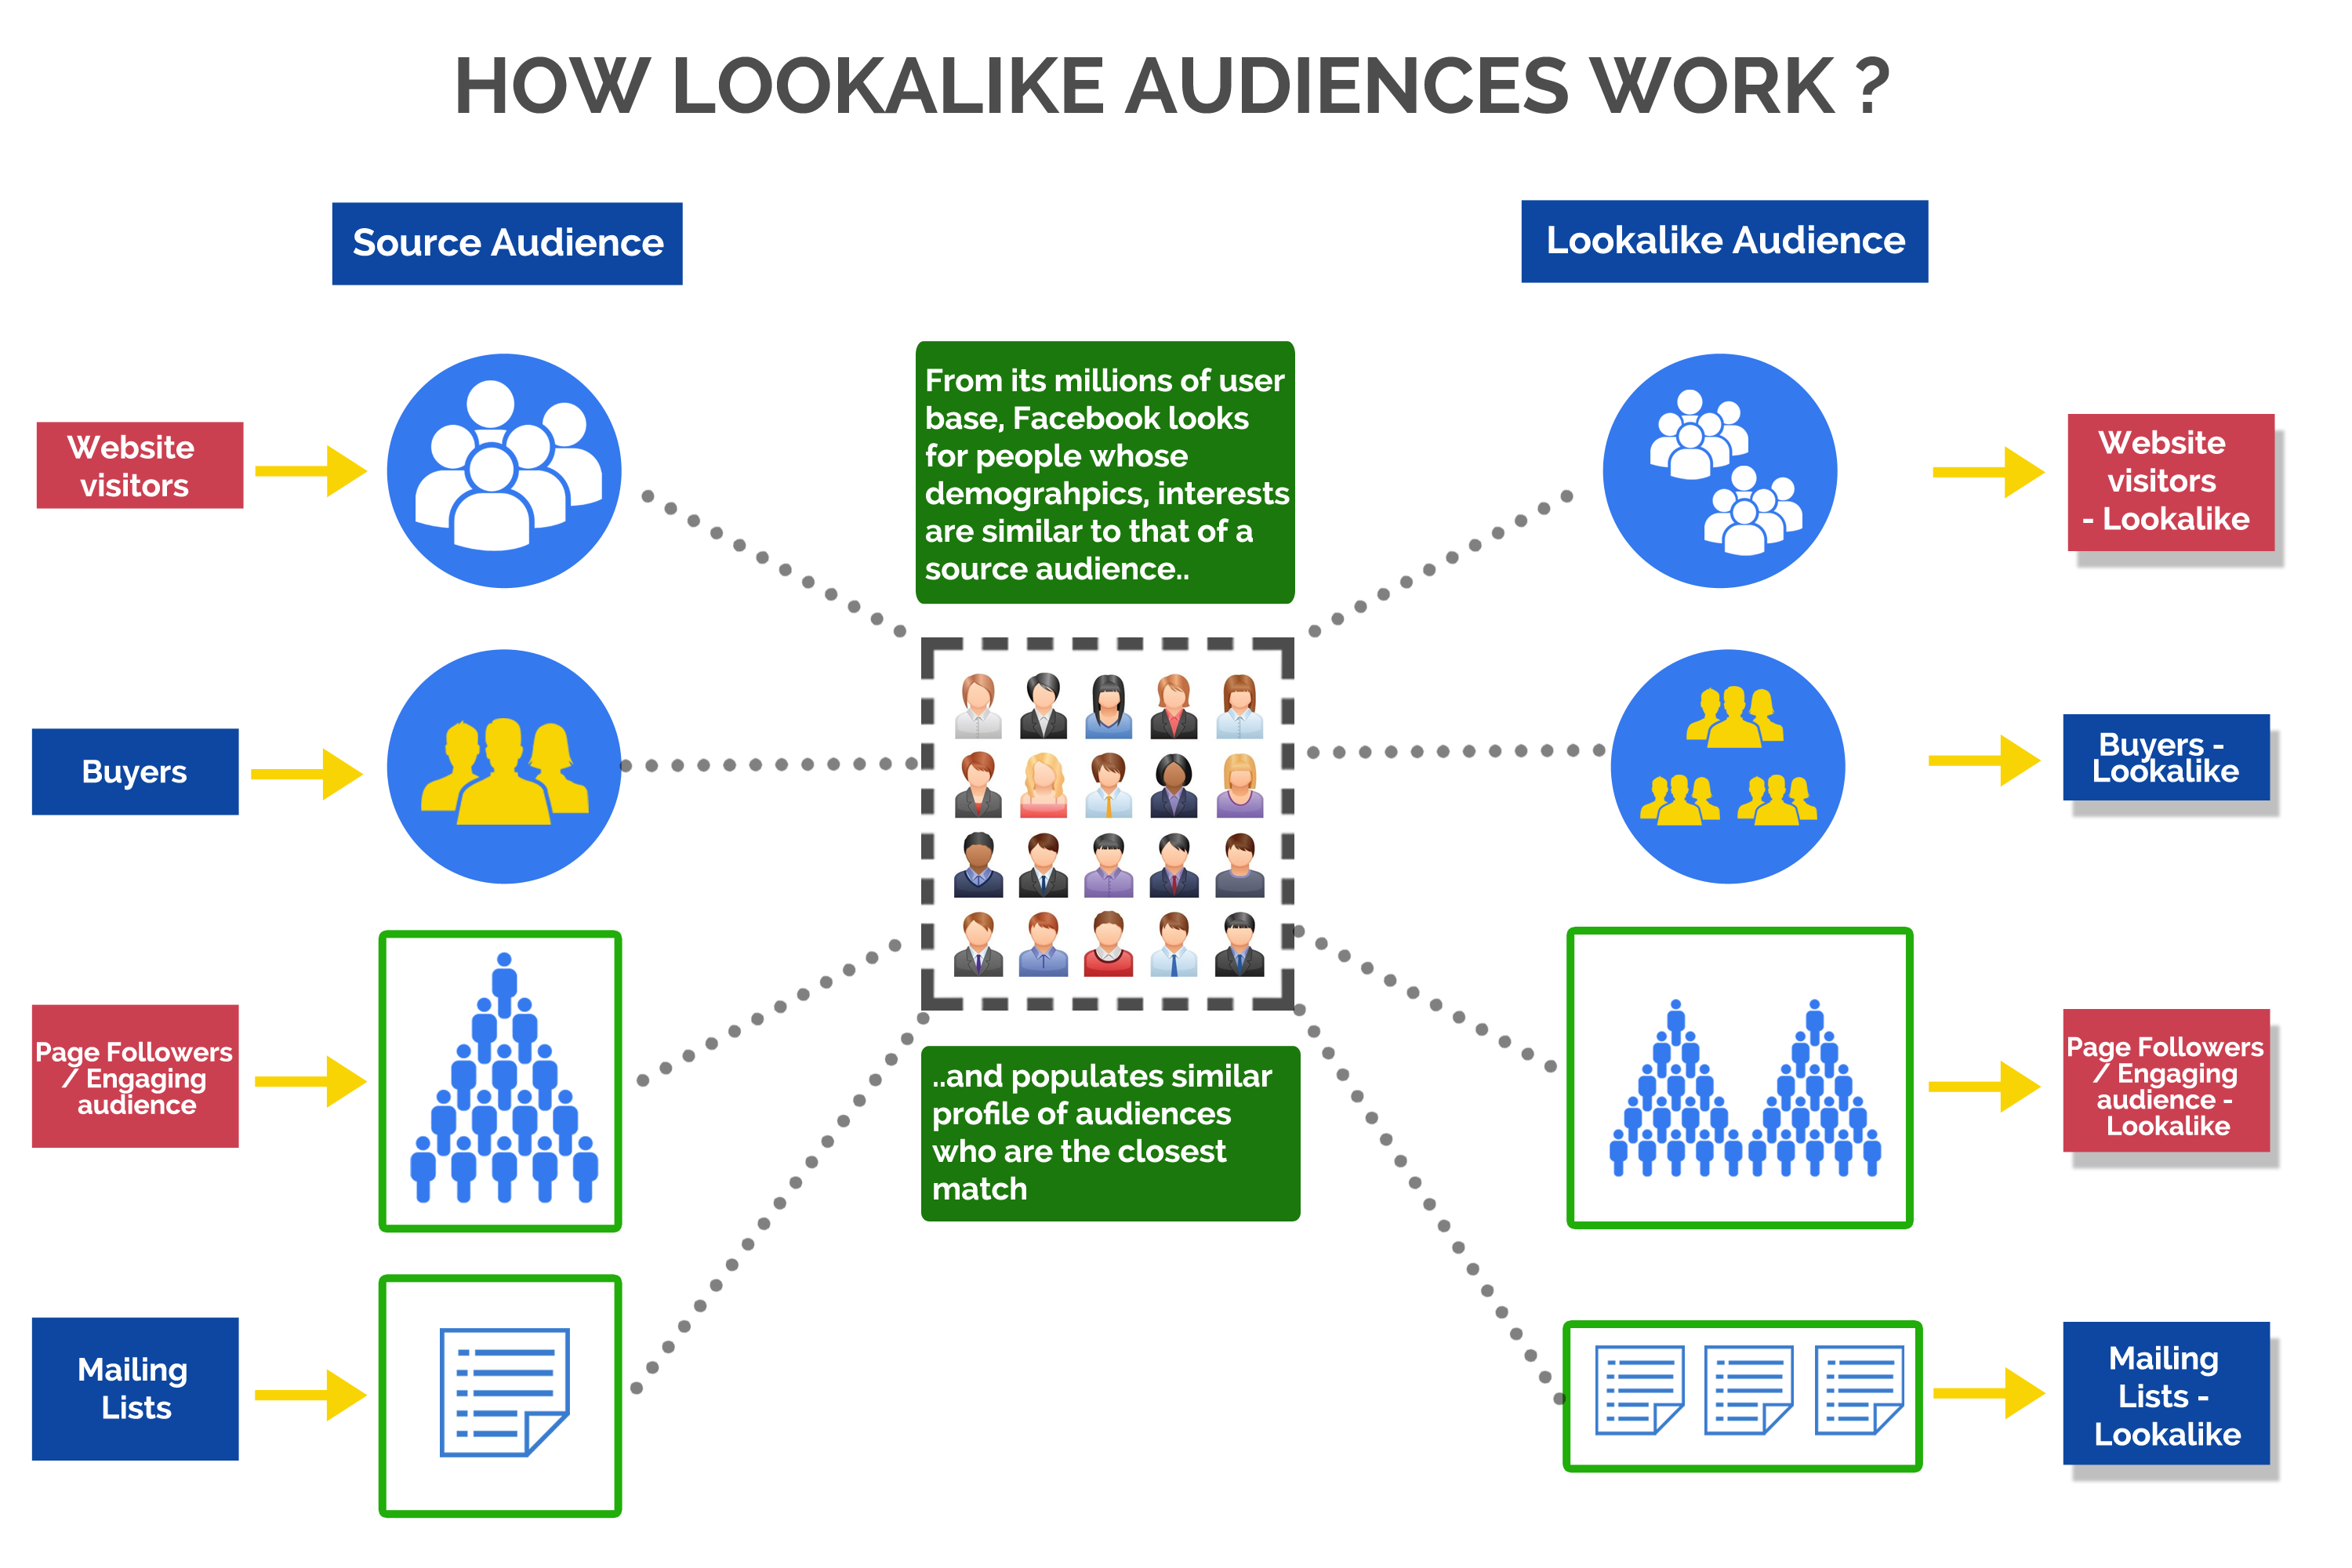 HOW LOOKALIKE AUDIENCES WORK ?
Source Audience
Lookalike Audience
Website
visitors
Buyers
Page Followers
/ Engaging
audience
Mailing
Lists
From its millions of user
base, Facebook looks
for people whose
demograhpics, interests
are similar to that of a
source audience..
..and populates similar
profile of audiences
who are the closest
match
Website
visitors
- Lookalike
Buyers -
Lookalike
Page Followers
/ Engaging
audience -
Lookalike
Mailing
Lists -
Lookalike